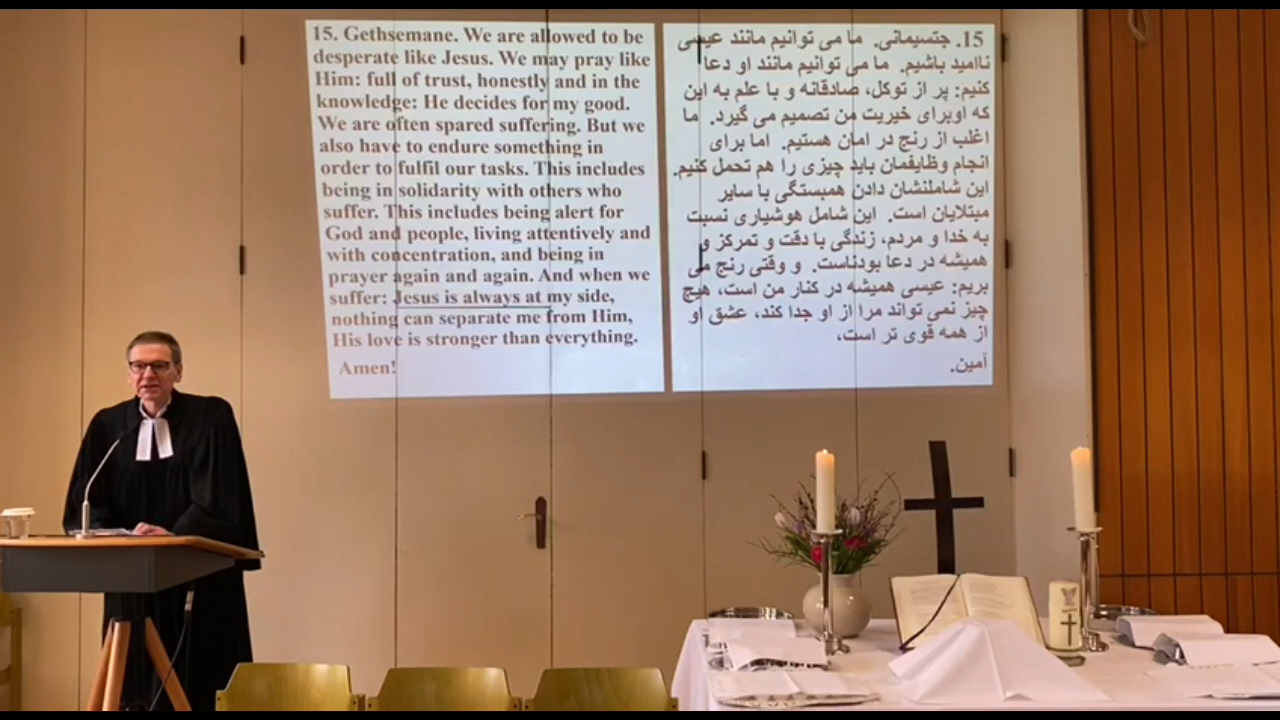 15. Gethsemane. We are allowed to be
desperate like Jesus. We may pray like
Him: full of trust, honestly and in the
knowledge: He decides for my good.
We are often spared suffering. But we
also have to endure something in
order to fulfil our tasks. This includes
being in solidarity with others who
suffer. This includes being alert for
God and people, living attentively and
with concentration, and being in
prayer again and again. And when we
suffer: Jesus is always at my side,
nothing can separate me from Him,
His love is stronger than everything.
Amen!
15. جتسیمانی. ما می توانیم مانند عیسی
ناامید باشیم. ما می توانیم مانند او دعا
کنیم: پر از توکل، صادقانه و با علم به این
که اوبرای خیریت من تصمیم می گیرد. ما
اغلب از رنج در امان هستیم. اما برای
انجام وظایفمان باید چیزی را هم تحمل کنیم.
این شاملنشان دادن همبستگی با سایر
مبتلایان است. این شامل هوشیاری نسبت
به خدا و مردم، زندگی با دقت و تمرکز و
همیشه در دعا بودناست. و وقتی رنج می
بریم: عیسی همیشه در کنار من است، هیچ
چیز نمی تواند مرا از او جدا کند، عشق او
از همه قوی تر است،
آمین.